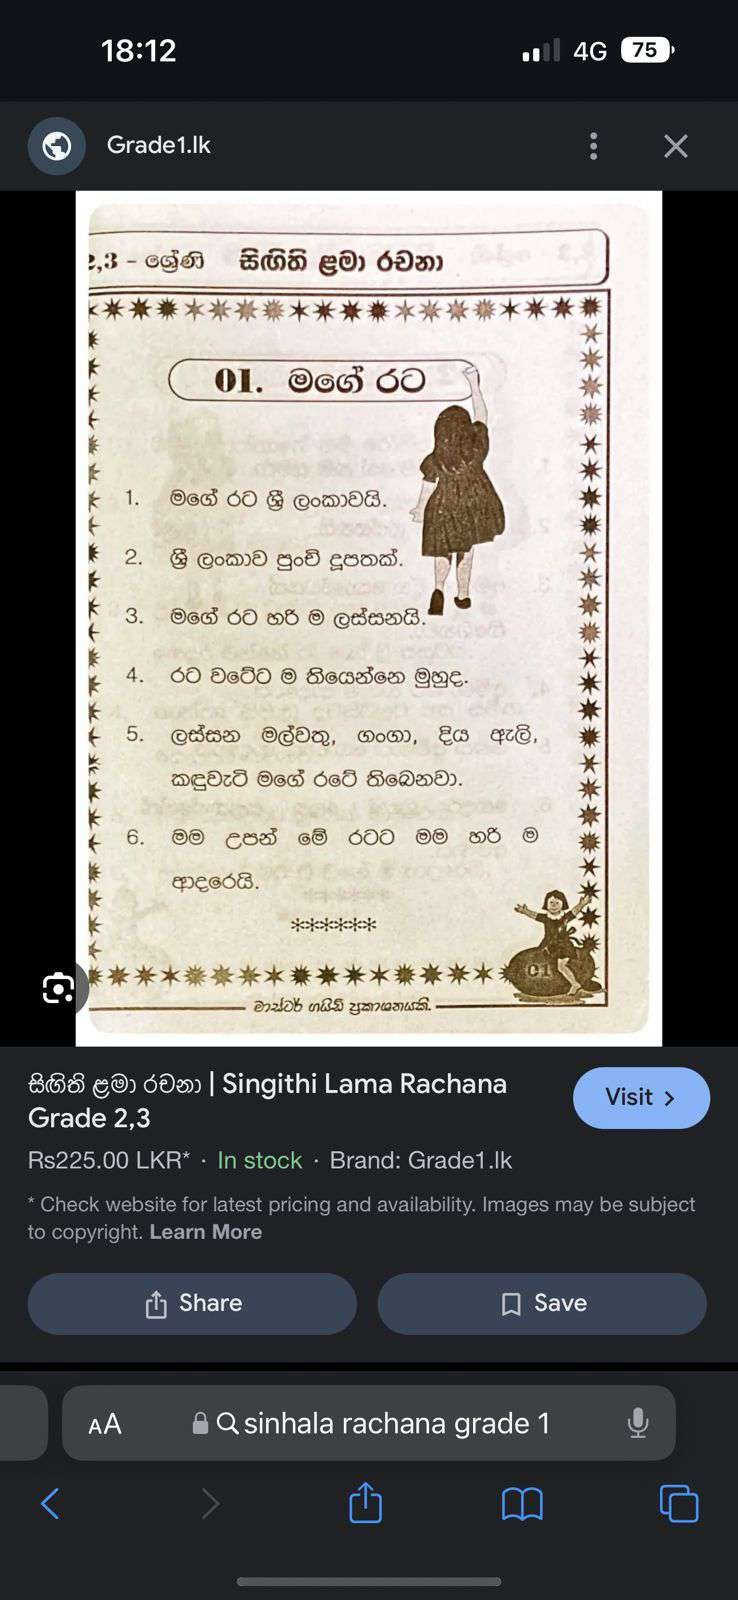 18:12
4G 75
Grade1.lk
2,3 - ශ්‍රේණි සිඟිති ළමා රචනා
01. මගේ රට
1. මගේ රට ශ්‍රී ලංකාවයි.
2. ශ්‍රී ලංකාව පුංචි දූපතක්.
3. මගේ රට හරි ම ලස්සනයි.
4. රට වටේට ම තියෙන්නෙ මුහුද.
5. ලස්සන මල්වතු, ගංගා, දිය ඇලි,
කඳුවැටි මගේ රටේ තිබෙනවා.
6. මම උපන් මේ රටට මම හරි ම
ආදරෙයි.
******
01
මාස්ටර් ගයිඩ් ප්‍රකාශනයකි.
සිඟිති ළමා රචනා | Singithi Lama Rachana
Grade 2,3
Visit >
Rs225.00 LKR* · In stock · Brand: Grade1.lk
* Check website for latest pricing and availability. Images may be subject
to copyright. Learn More
Share
Save
AA sinhala rachana grade 1